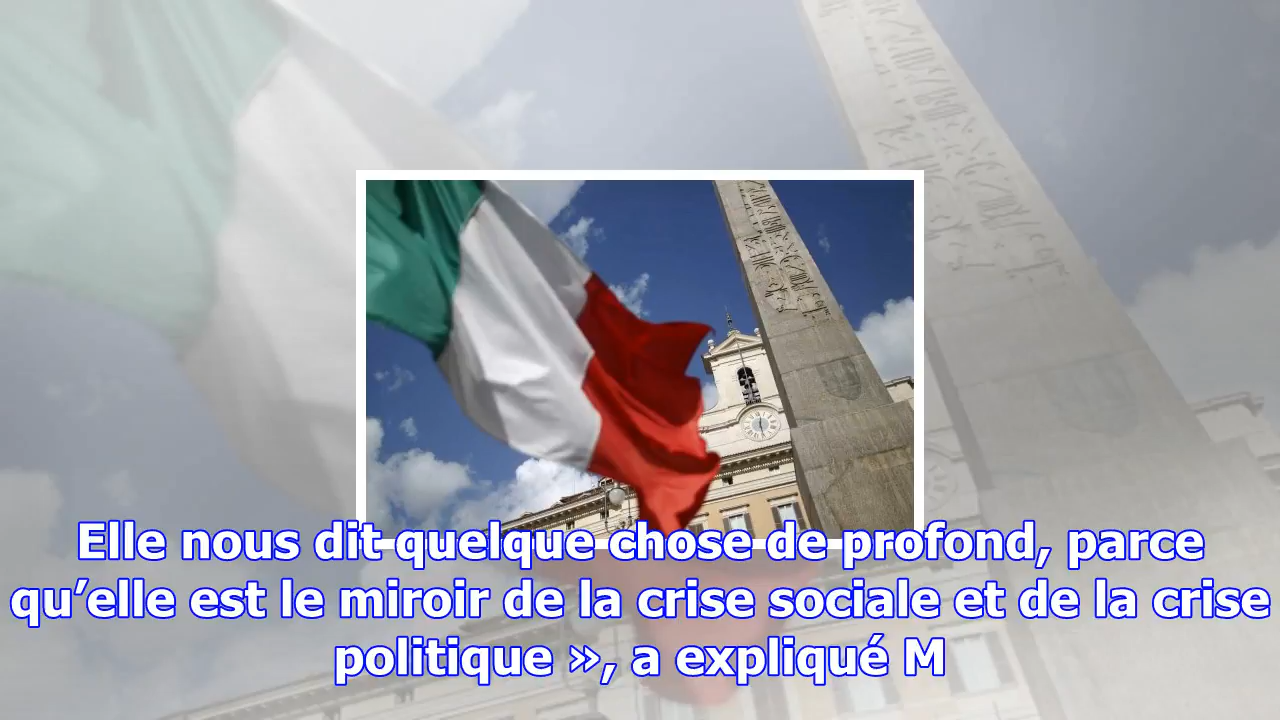 Elle nous dit quelque chose de profond, parce
qu’elle est le miroir de la crise sociale et de la crise
politique », a expliqué M